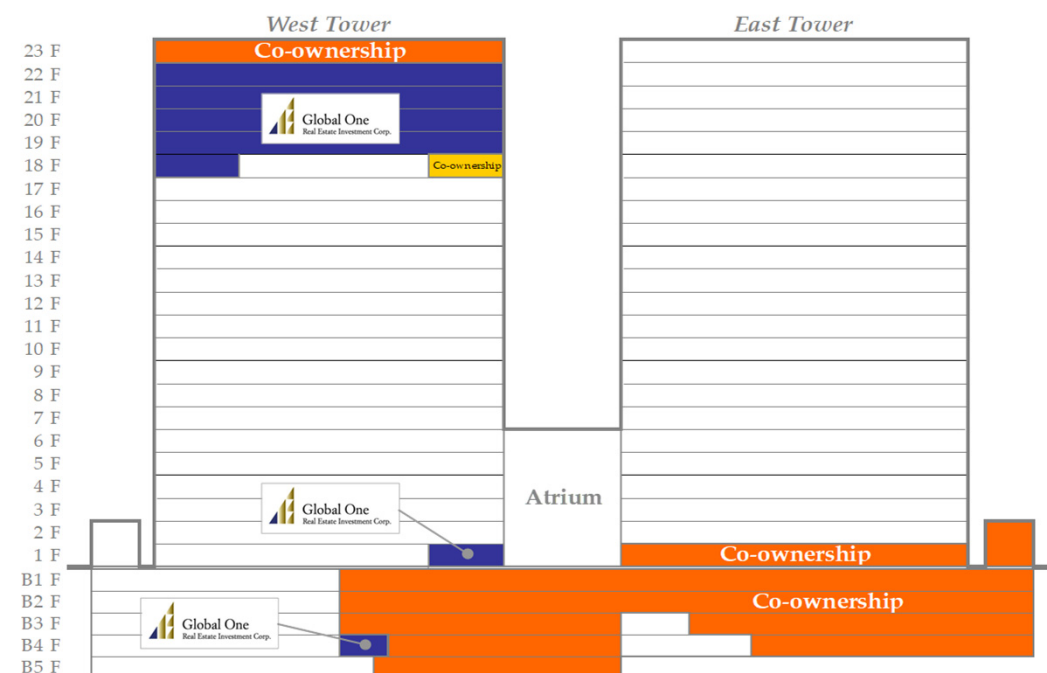 West Tower East Tower
23 F Co-ownership
22 F
21 F
20 F Global One
Real Estate Investment Corp.
19 F
18 F Co-ownership
17 F
16 F
15 F
14 F
13 F
12 F
11 F
10 F
9 F
8 F
7 F
6 F
5 F
4 F
Atrium
3 F Global One
Real Estate Investment Corp.
2 F
1 F Co-ownership
B1 F
B2 F Co-ownership
B3 F Global One
Real Estate Investment Corp.
B4 F
B5 F